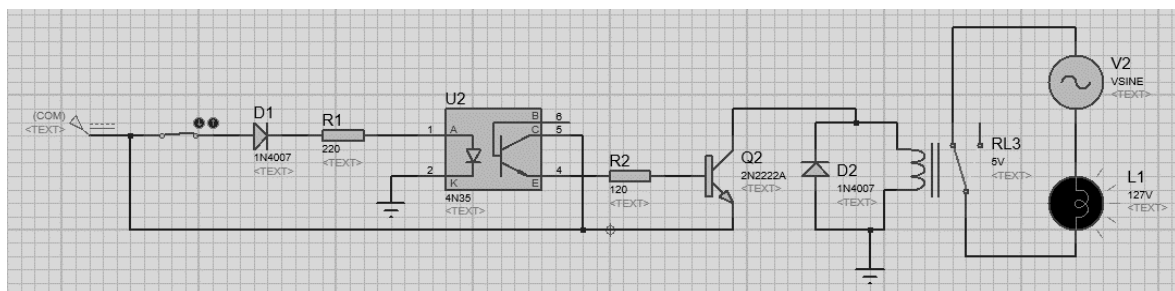 (COM)
<TEXT>
D1
1N4007
<TEXT>
R1
220
<TEXT>
U2
1
2
A
K
B
C
E
6
5
4
4N35
<TEXT>
R2
120
<TEXT>
Q2
2N2222A
<TEXT>
D2
1N4007
<TEXT>
RL3
5V
<TEXT>
V2
VSINE
<TEXT>
L1
127V
<TEXT>